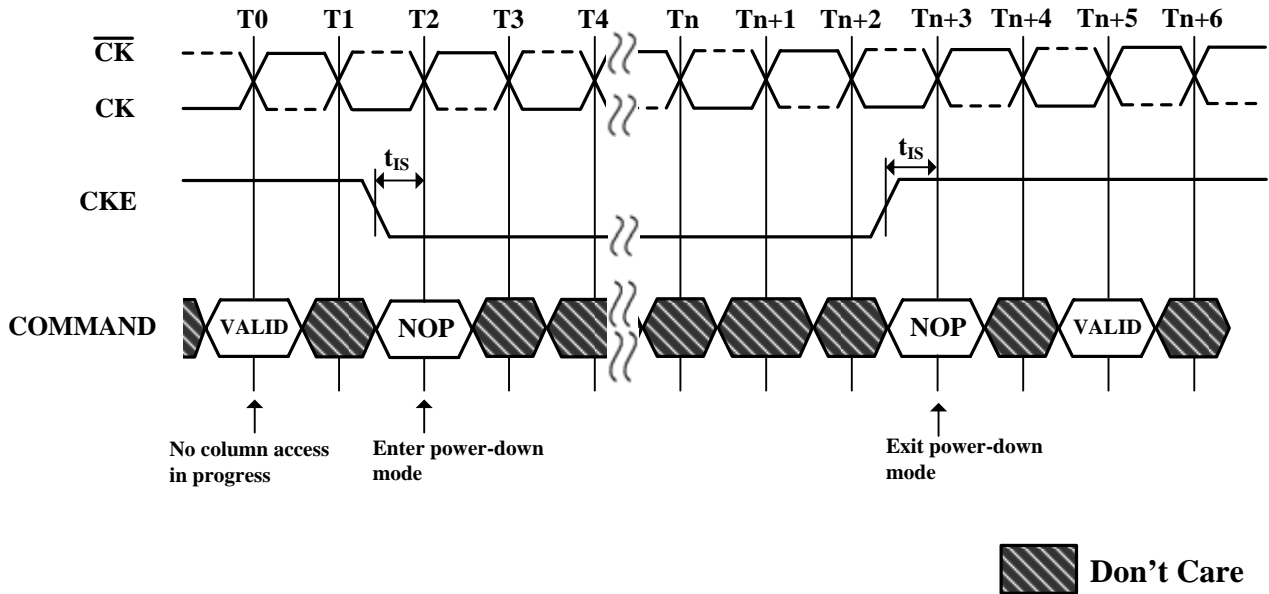 T0 T1 T2 T3 T4 Tn Tn+1 Tn+2 Tn+3 Tn+4 Tn+5 Tn+6
CK
CK
tIS tIS
CKE
COMMAND VALID NOP NOP VALID
No column access
in progress
Enter power-down
mode
Exit power-down
mode
Don't Care